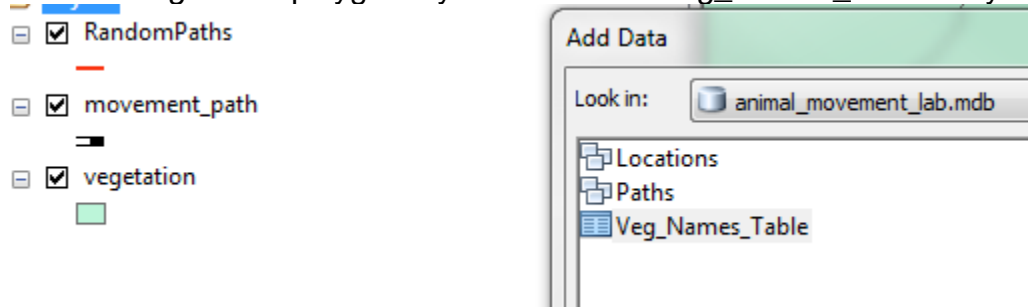 RandomPaths
movement_path
vegetation
Add Data
Look in: animal_movement_lab.mdb
Locations
Paths
Veg_Names_Table